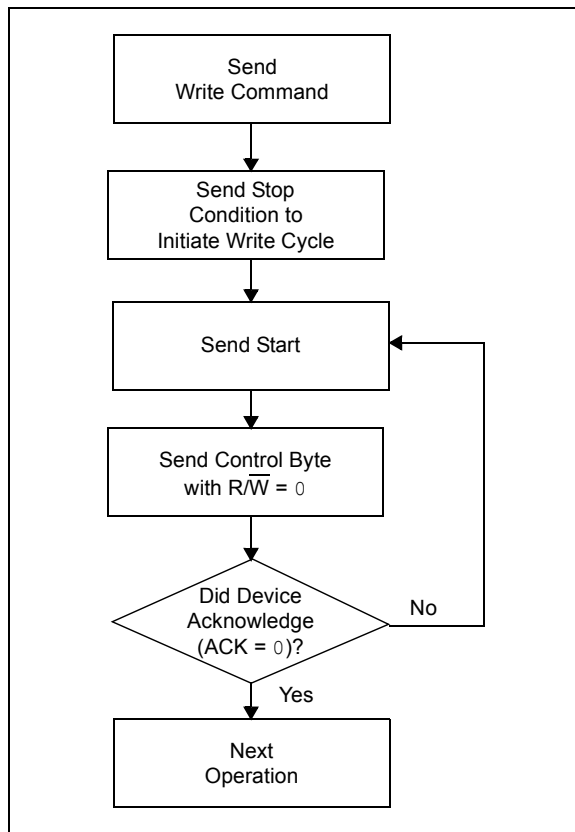 Send
Write Command
Send Stop
Condition to
Initiate Write Cycle
Send Start
Send Control Byte
with R/W̅ = 0
Did Device
Acknowledge
(ACK = 0)?
No
Yes
Next
Operation